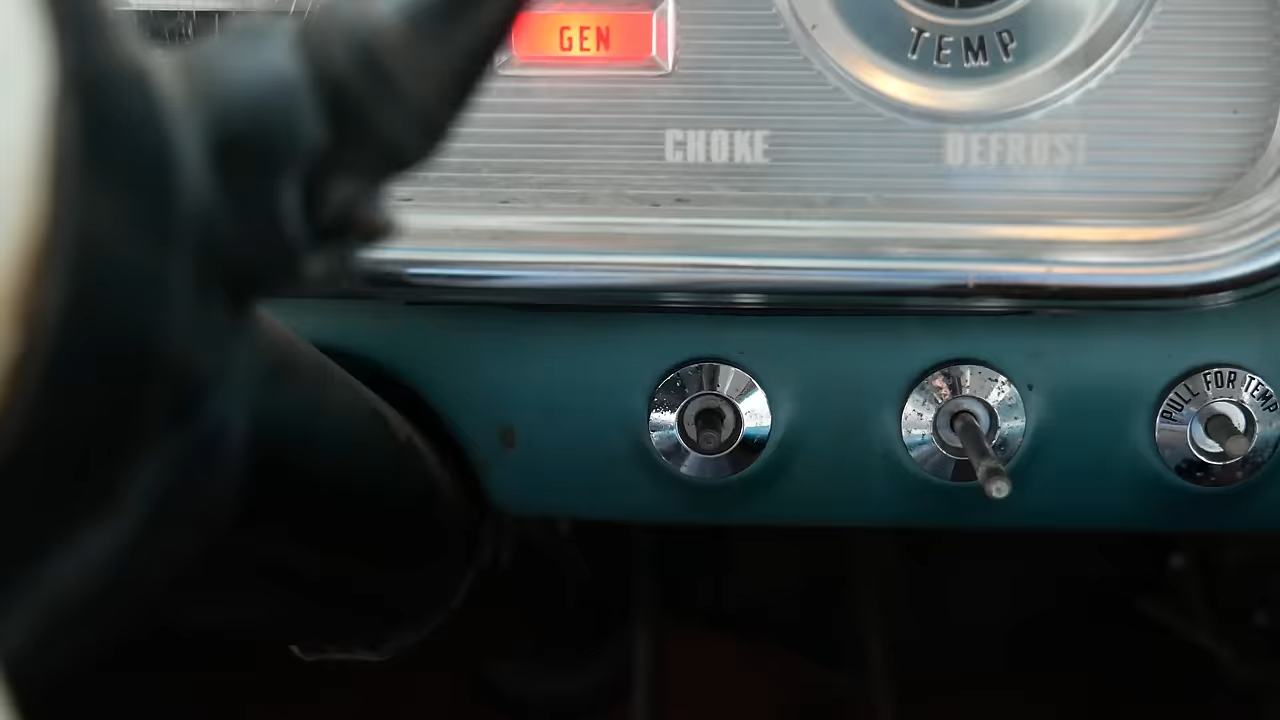 GEN
TEMP
CHOKE
DEFROST
PULL FOR TEMP